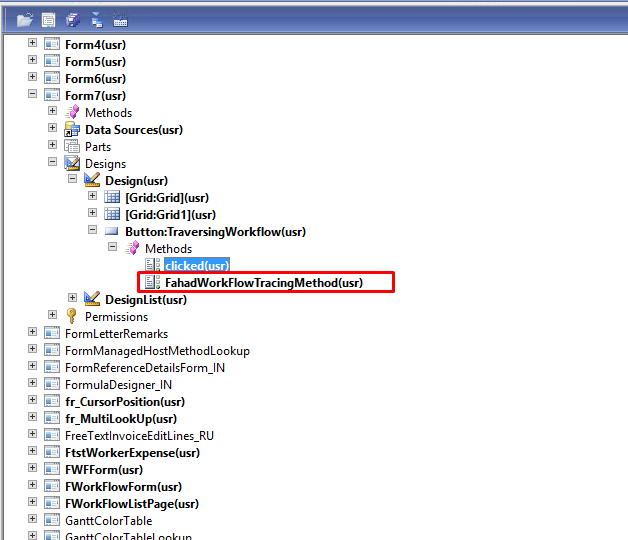 Form4(usr)
Form5(usr)
Form6(usr)
Form7(usr)
Methods
Data Sources(usr)
Parts
Designs
Design(usr)
[Grid:Grid](usr)
[Grid:Grid1](usr)
Button:TraversingWorkflow(usr)
Methods
clicked(usr)
FahadWorkFlowTracingMethod(usr)
DesignList(usr)
Permissions
FormLetterRemarks
FormManagedHostMethodLookup
FormReferenceDetailsForm_IN
FormulaDesigner_IN
fr_CursorPosition(usr)
fr_MultiLookUp(usr)
FreeTextInvoiceEditLines_RU
FtstWorkerExpense(usr)
FWFForm(usr)
FWorkFlowForm(usr)
FWorkFlowListPage(usr)
GanttColorTable
GanttColorTableLookup